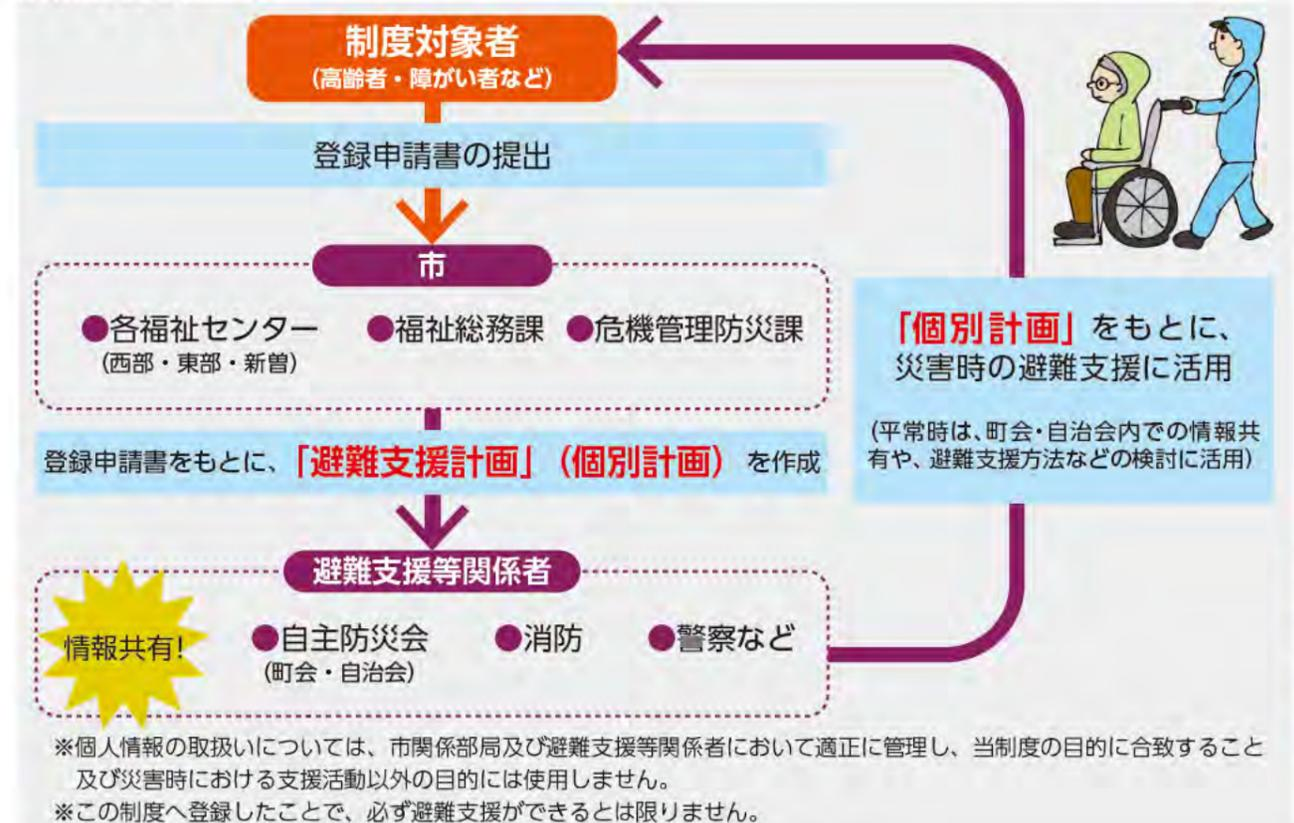 制度対象者
(高齢者・障がい者など)
登録申請書の提出
市
●各福祉センター
(西部・東部・新曽)
●福祉総務課
●危機管理防災課
登録申請書をもとに、「避難支援計画」(個別計画)を作成
避難支援等関係者
情報共有!
●自主防災会
(町会・自治会)
●消防
●警察など
「個別計画」をもとに、
災害時の避難支援に活用
(平常時は、町会・自治会内での情報共
有や、避難支援方法などの検討に活用)
※個人情報の取扱いについては、市関係部局及び避難支援等関係者において適正に管理し、当制度の目的に合致すること
及び災害時における支援活動以外の目的には使用しません。
※この制度へ登録したことで、必ず避難支援ができるとは限りません。